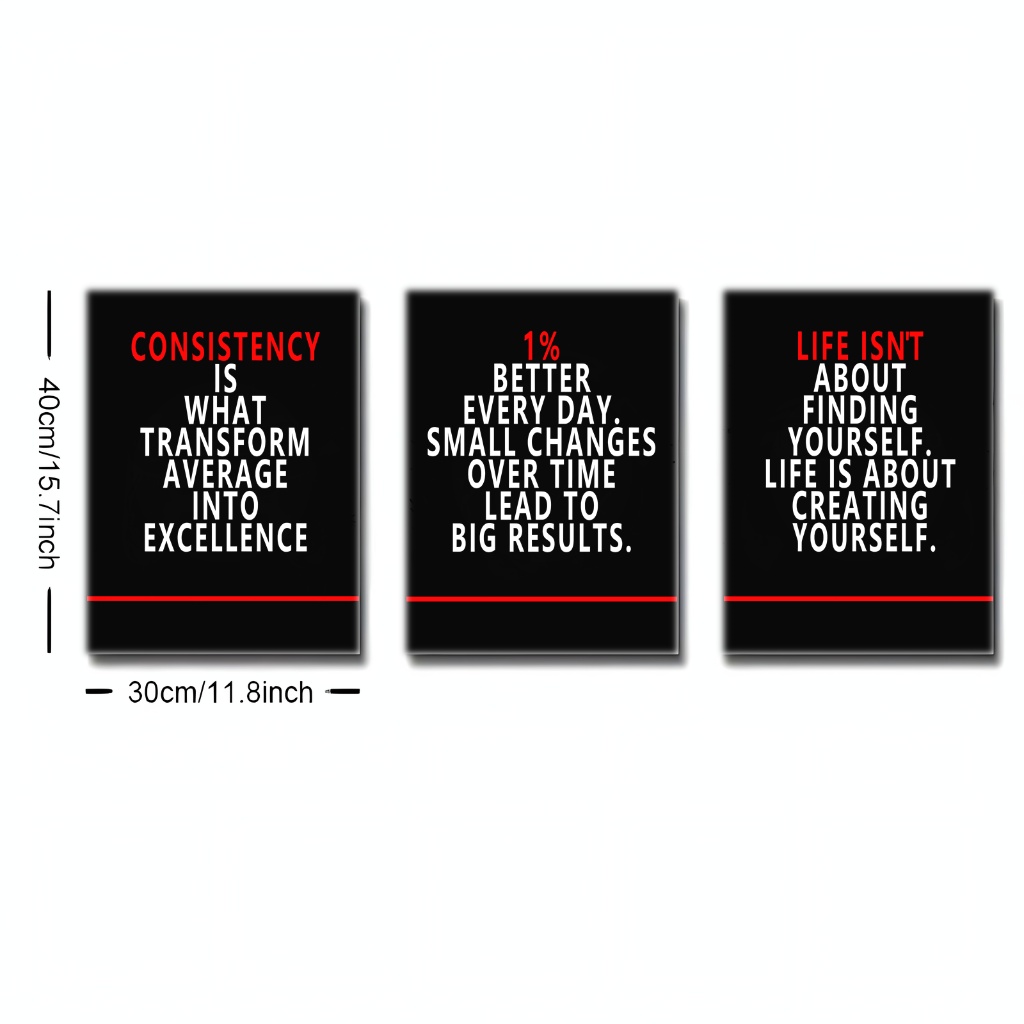 CONSISTENCY
IS
WHAT
TRANSFORM
AVERAGE
INTO
EXCELLENCE
1%
BETTER
EVERY DAY.
SMALL CHANGES
OVER TIME
LEAD TO
BIG RESULTS.
LIFE ISN'T
ABOUT
FINDING
YOURSELF.
LIFE IS ABOUT
CREATING
YOURSELF.
40cm/15.7inch
30cm/11.8inch